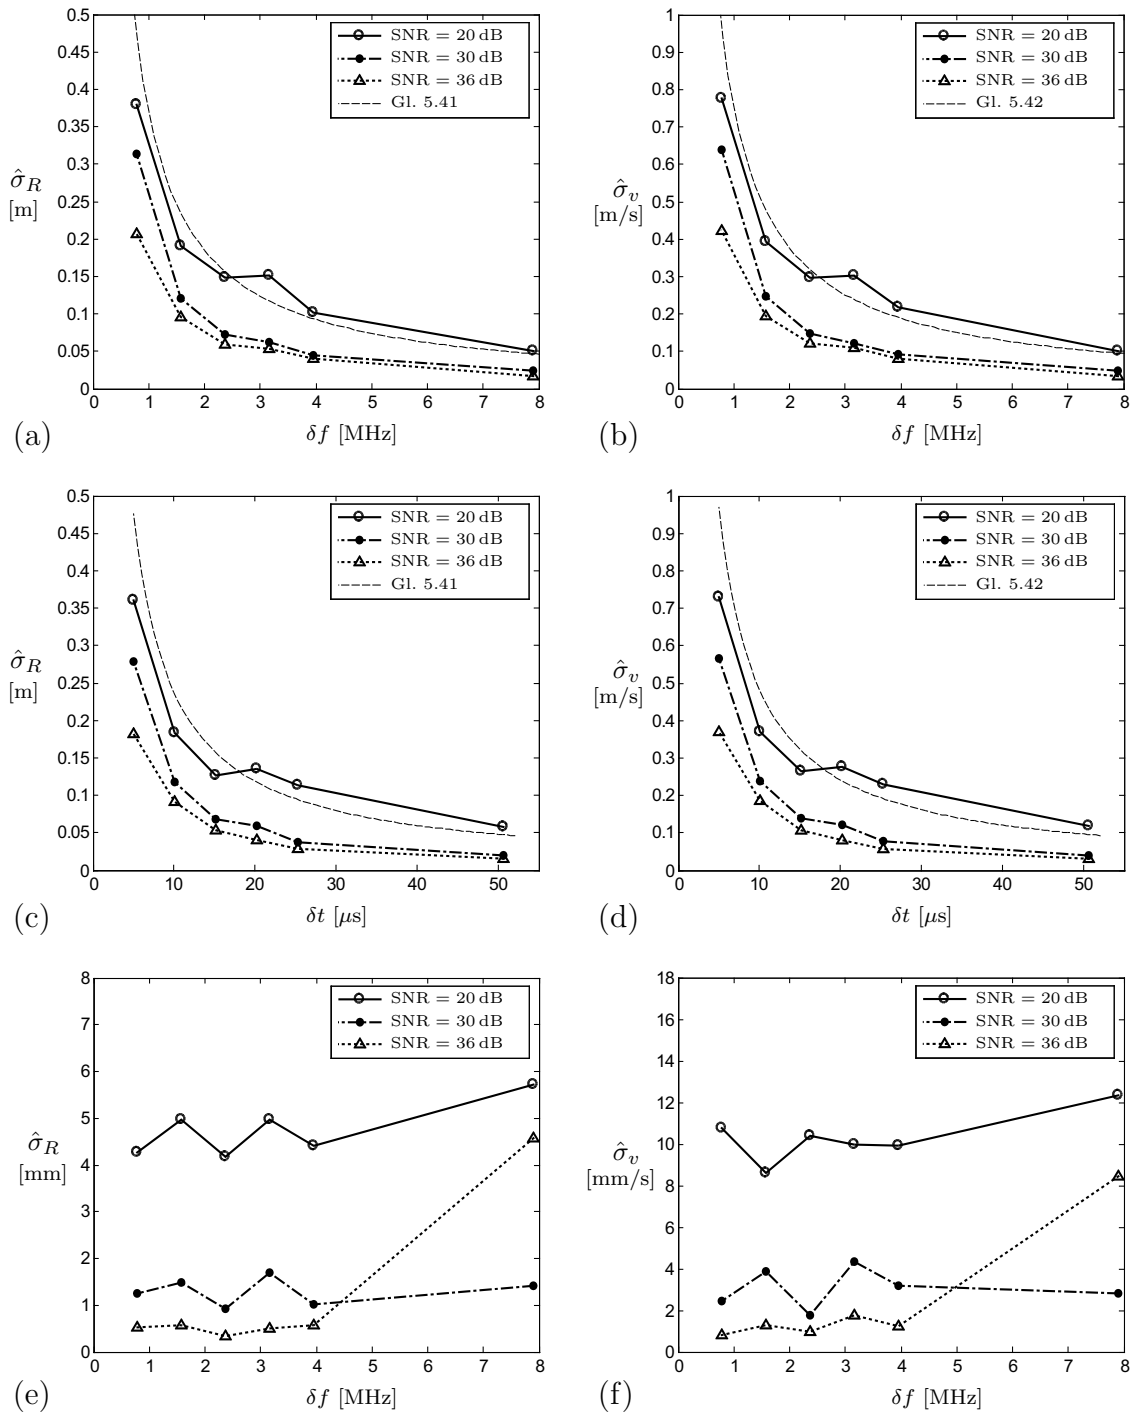 0.5
0.45
0.4
0.35
0.3
0.25
0.2
0.15
0.1
0.05
0
σ̂_R
[m]
SNR = 20 dB
SNR = 30 dB
SNR = 36 dB
Gl. 5.41
0 1 2 3 4 5 6 7 8
(a) δf [MHz]
1
0.9
0.8
0.7
0.6
0.5
0.4
0.3
0.2
0.1
0
σ̂_v
[m/s]
SNR = 20 dB
SNR = 30 dB
SNR = 36 dB
Gl. 5.42
0 1 2 3 4 5 6 7 8
(b) δf [MHz]
0.5
0.45
0.4
0.35
0.3
0.25
0.2
0.15
0.1
0.05
0
σ̂_R
[m]
SNR = 20 dB
SNR = 30 dB
SNR = 36 dB
Gl. 5.41
0 10 20 30 40 50
(c) δt [μs]
1
0.9
0.8
0.7
0.6
0.5
0.4
0.3
0.2
0.1
0
σ̂_v
[m/s]
SNR = 20 dB
SNR = 30 dB
SNR = 36 dB
Gl. 5.42
0 10 20 30 40 50
(d) δt [μs]
8
7
6
5
4
3
2
1
0
σ̂_R
[mm]
SNR = 20 dB
SNR = 30 dB
SNR = 36 dB
0 1 2 3 4 5 6 7 8
(e) δf [MHz]
18
16
14
12
10
8
6
4
2
0
σ̂_v
[mm/s]
SNR = 20 dB
SNR = 30 dB
SNR = 36 dB
0 1 2 3 4 5 6 7 8
(f) δf [MHz]